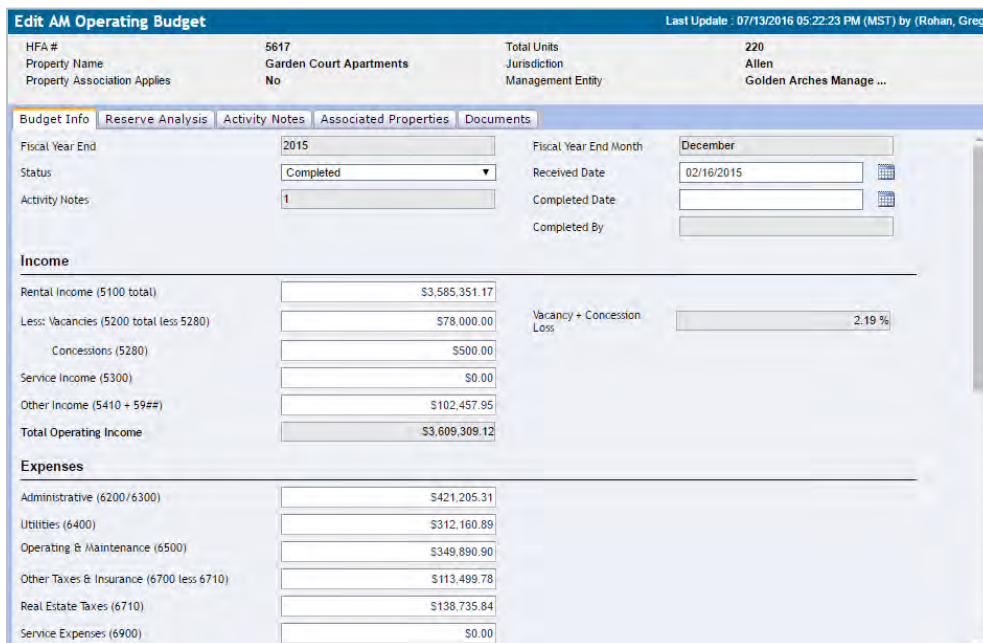 Edit AM Operating Budget Last Update : 07/13/2016 05:22:23 PM (MST) by (Rohan, Greg
HFA # 5617 Total Units 220
Property Name Garden Court Apartments Jurisdiction Allen
Property Association Applies No Management Entity Golden Arches Manage ...
Budget Info Reserve Analysis Activity Notes Associated Properties Documents
Fiscal Year End 2015 Fiscal Year End Month December
Status Completed Received Date 02/16/2015
Activity Notes 1 Completed Date
Completed By
Income
Rental Income (5100 total) $3,585,351.17
Less: Vacancies (5200 total less 5280) $78,000.00 Vacancy + Concession Loss 2.19 %
Concessions (5280) $500.00
Service Income (5300) $0.00
Other Income (5410 + 59##) $102,457.95
Total Operating Income $3,609,309.12
Expenses
Administrative (6200/6300) $421,205.31
Utilities (6400) $312,160.89
Operating & Maintenance (6500) $349,890.90
Other Taxes & Insurance (6700 less 6710) $113,499.78
Real Estate Taxes (6710) $138,735.84
Service Expenses (6900) $0.00